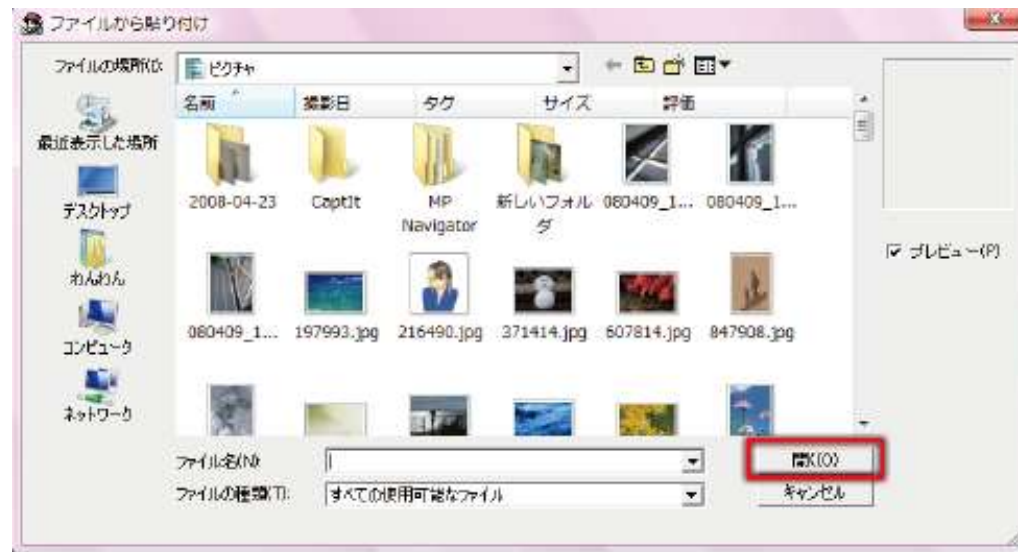 ファイルから貼り付け
ファイルの場所(I):
ピクチャ
名前 撮影日 タグ サイズ 評価
最近表示した場所
デスクトップ
わんわん
コンピュータ
ネットワーク
2008-04-23 CaptIt MP Navigator 新しいフォルダ 080409_1... 080409_1...
080409_1... 197993.jpg 216490.jpg 371414.jpg 607814.jpg 847908.jpg
プレビュー(P)
ファイル名(N):
開く(O)
ファイルの種類(T):
すべての使用可能なファイル
キャンセル